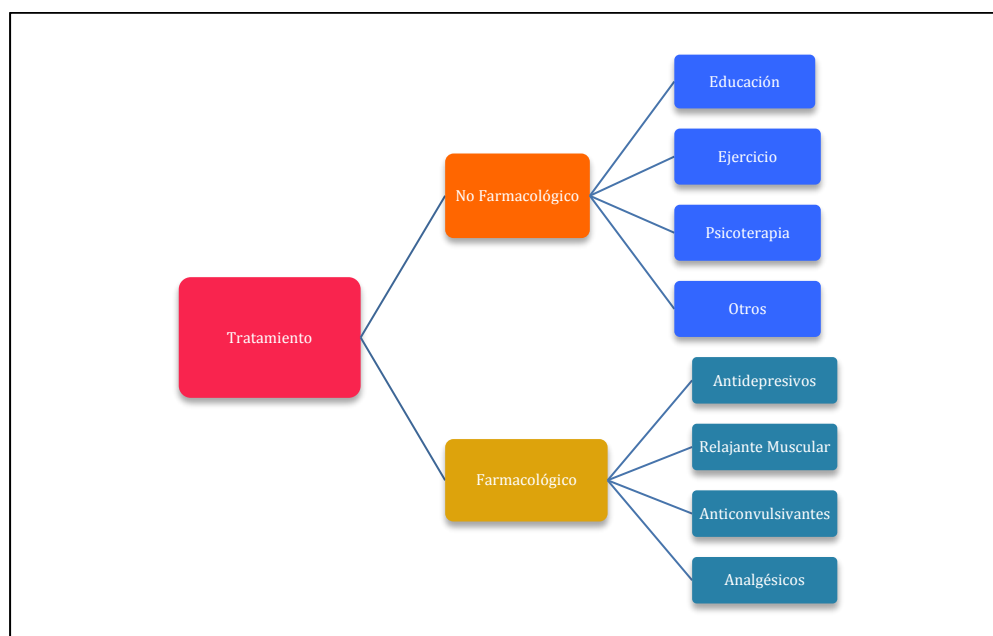 Tratamiento
No Farmacológico
Educación
Ejercicio
Psicoterapia
Otros
Farmacológico
Antidepresivos
Relajante Muscular
Anticonvulsivantes
Analgésicos